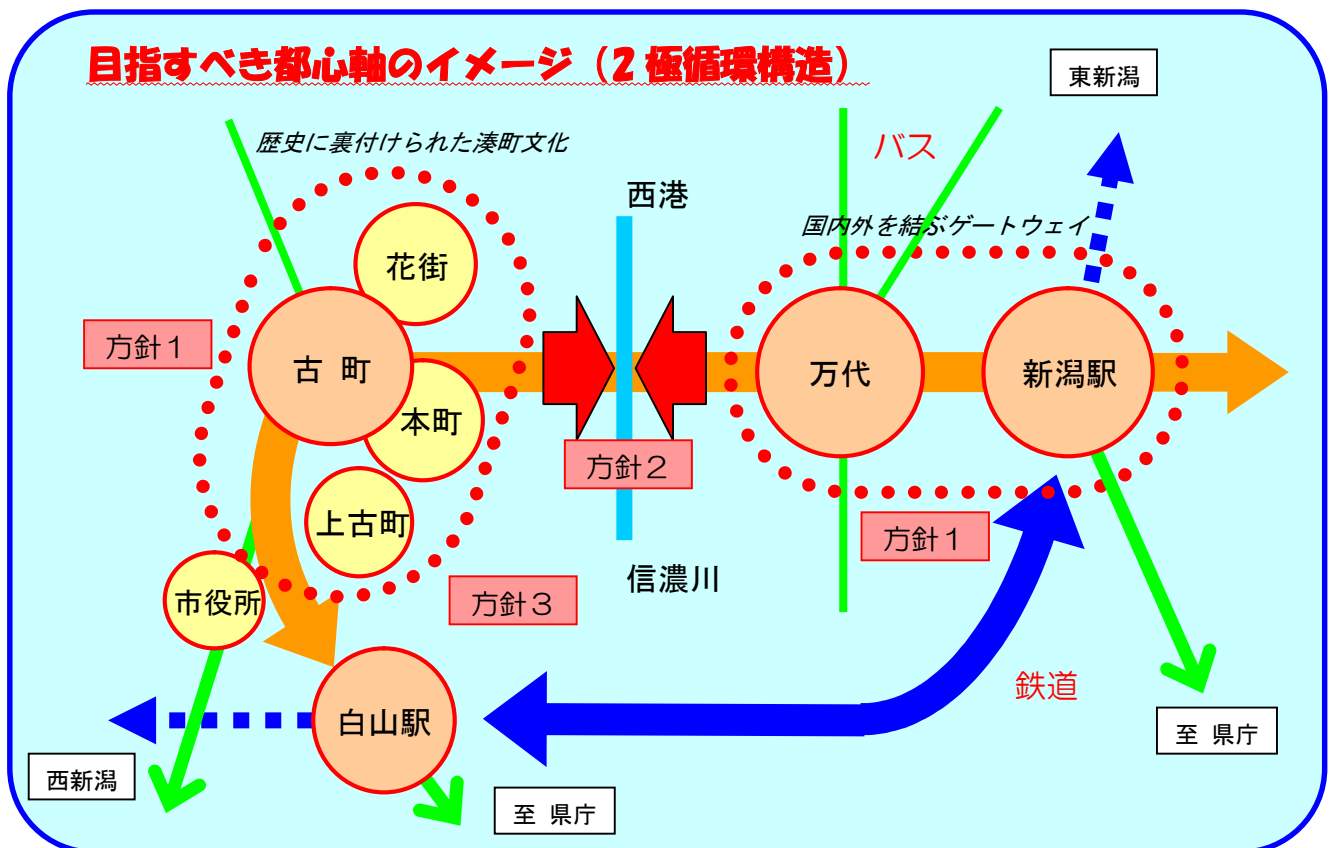 目指すべき都心軸のイメージ（2極循環構造）
東新潟
歴史に裏付けられた湊町文化
バス
西港
国内外を結ぶゲートウェイ
花街
方針１
古 町
万代
新潟駅
本町
方針２
上古町
方針１
信濃川
市役所
方針３
鉄道
白山駅
至 県庁
西新潟
至 県庁